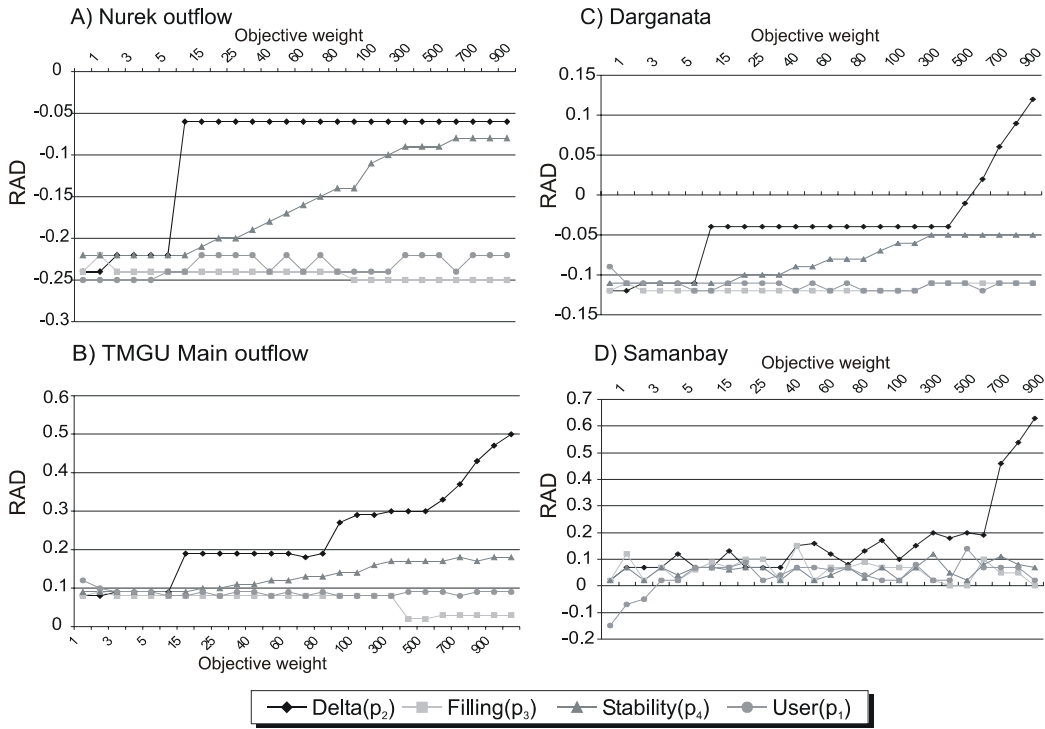 A) Nurek outflow
Objective weight
1 3 5 15 25 40 60 80 100 300 500 700 900
0
-0.05
-0.1
-0.15
-0.2
-0.25
-0.3
RAD
B) TMGU Main outflow
0.6
0.5
0.4
0.3
0.2
0.1
0
RAD
1 3 5 15 25 40 60 80 100 300 500 700 900
Objective weight
C) Darganata
Objective weight
1 3 5 15 25 40 60 80 100 300 500 700 900
0.15
0.1
0.05
0
-0.05
-0.1
-0.15
RAD
D) Samanbay
Objective weight
1 3 5 15 25 40 60 80 100 300 500 700 900
0.7
0.6
0.5
0.4
0.3
0.2
0.1
0
-0.1
-0.2
RAD
Delta(p₂) Filling(p₃) Stability(p₄) User(p₁)